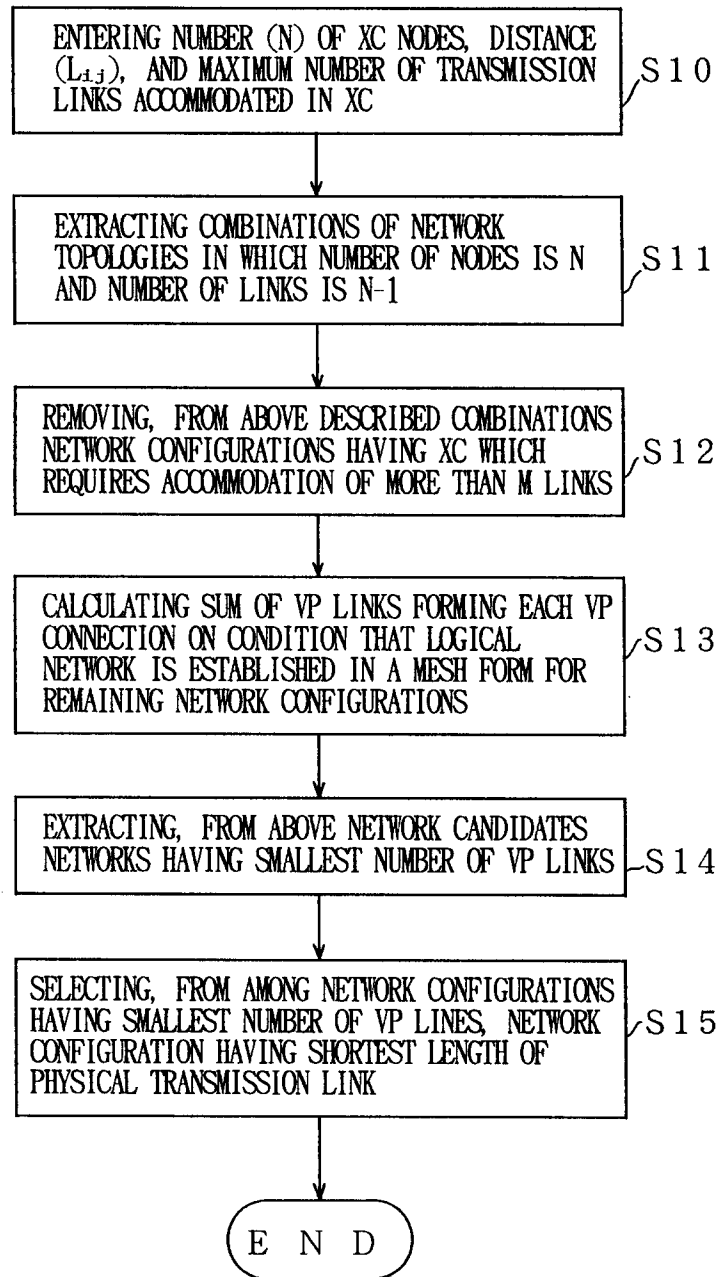 ENTERING NUMBER (N) OF XC NODES, DISTANCE
(Lij), AND MAXIMUM NUMBER OF TRANSMISSION
LINKS ACCOMMODATED IN XC
S10
EXTRACTING COMBINATIONS OF NETWORK
TOPOLOGIES IN WHICH NUMBER OF NODES IS N
AND NUMBER OF LINKS IS N-1
S11
REMOVING, FROM ABOVE DESCRIBED COMBINATIONS
NETWORK CONFIGURATIONS HAVING XC WHICH
REQUIRES ACCOMMODATION OF MORE THAN M LINKS
S12
CALCULATING SUM OF VP LINKS FORMING EACH VP
CONNECTION ON CONDITION THAT LOGICAL
NETWORK IS ESTABLISHED IN A MESH FORM FOR
REMAINING NETWORK CONFIGURATIONS
S13
EXTRACTING, FROM ABOVE NETWORK CANDIDATES
NETWORKS HAVING SMALLEST NUMBER OF VP LINKS
S14
SELECTING, FROM AMONG NETWORK CONFIGURATIONS
HAVING SMALLEST NUMBER OF VP LINES, NETWORK
CONFIGURATION HAVING SHORTEST LENGTH OF
PHYSICAL TRANSMISSION LINK
S15
END